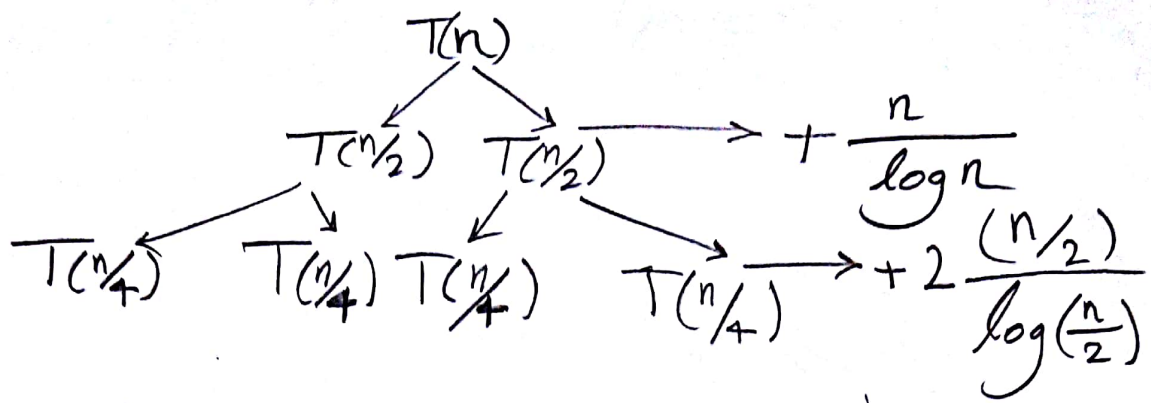 T(n)
T(n/2) T(n/2) + n/log n
T(n/4) T(n/4) T(n/4) T(n/4) + 2 (n/2)/log(n/2)